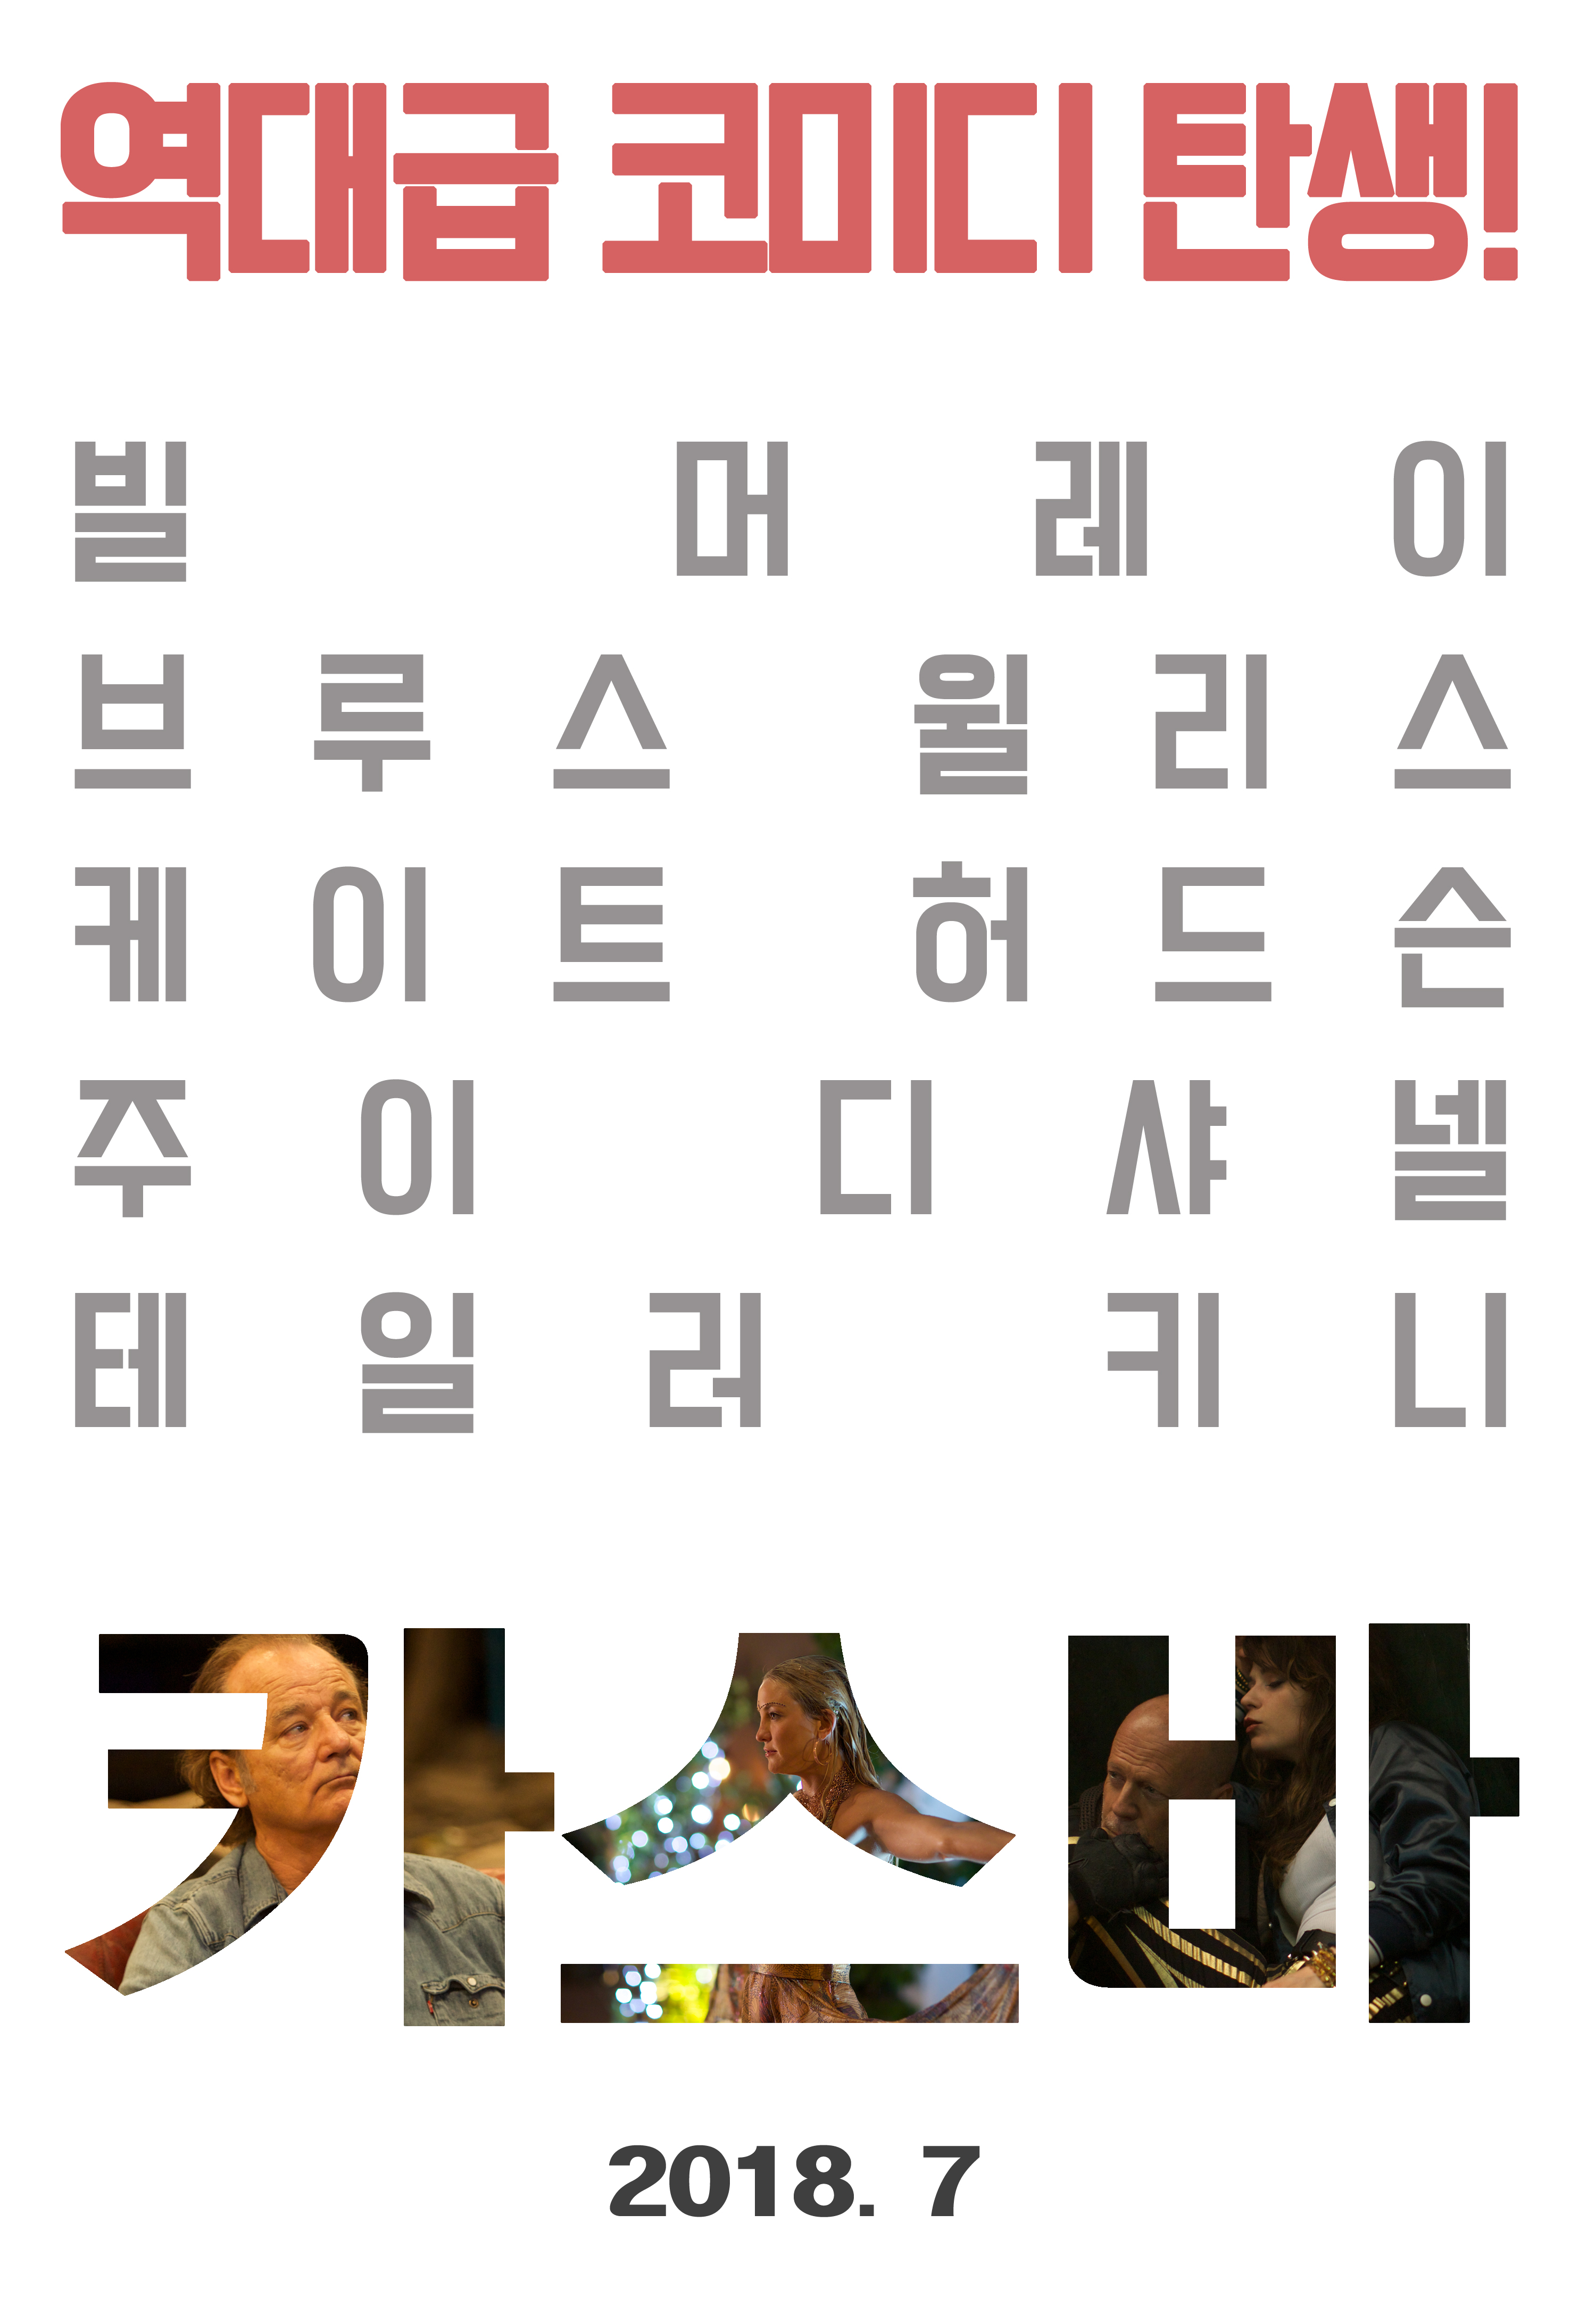 역대급 코미디 탄생!
빌 머레이
브루스 윌리스
케이트 허드슨
주이 디샤넬
테일러 키니
카스바
2018. 7